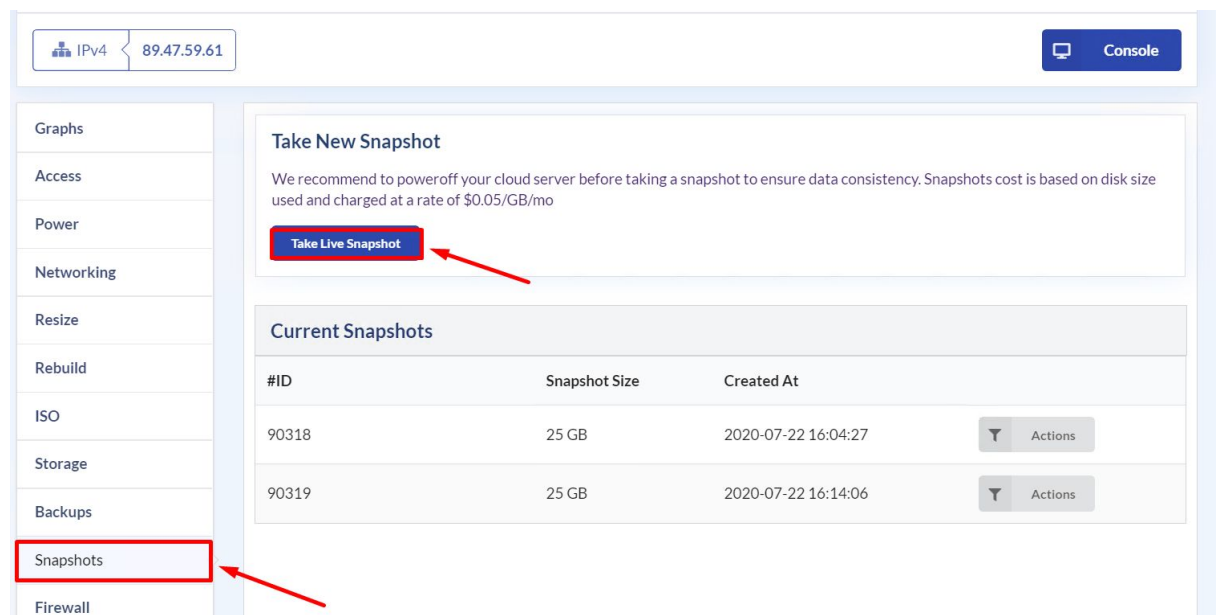 IPv4 89.47.59.61
Console
Graphs
Access
Power
Networking
Resize
Rebuild
ISO
Storage
Backups
Snapshots
Firewall
Take New Snapshot
We recommend to poweroff your cloud server before taking a snapshot to ensure data consistency. Snapshots cost is based on disk size
used and charged at a rate of $0.05/GB/mo
Take Live Snapshot
Current Snapshots
#ID Snapshot Size Created At
90318 25 GB 2020-07-22 16:04:27 Actions
90319 25 GB 2020-07-22 16:14:06 Actions